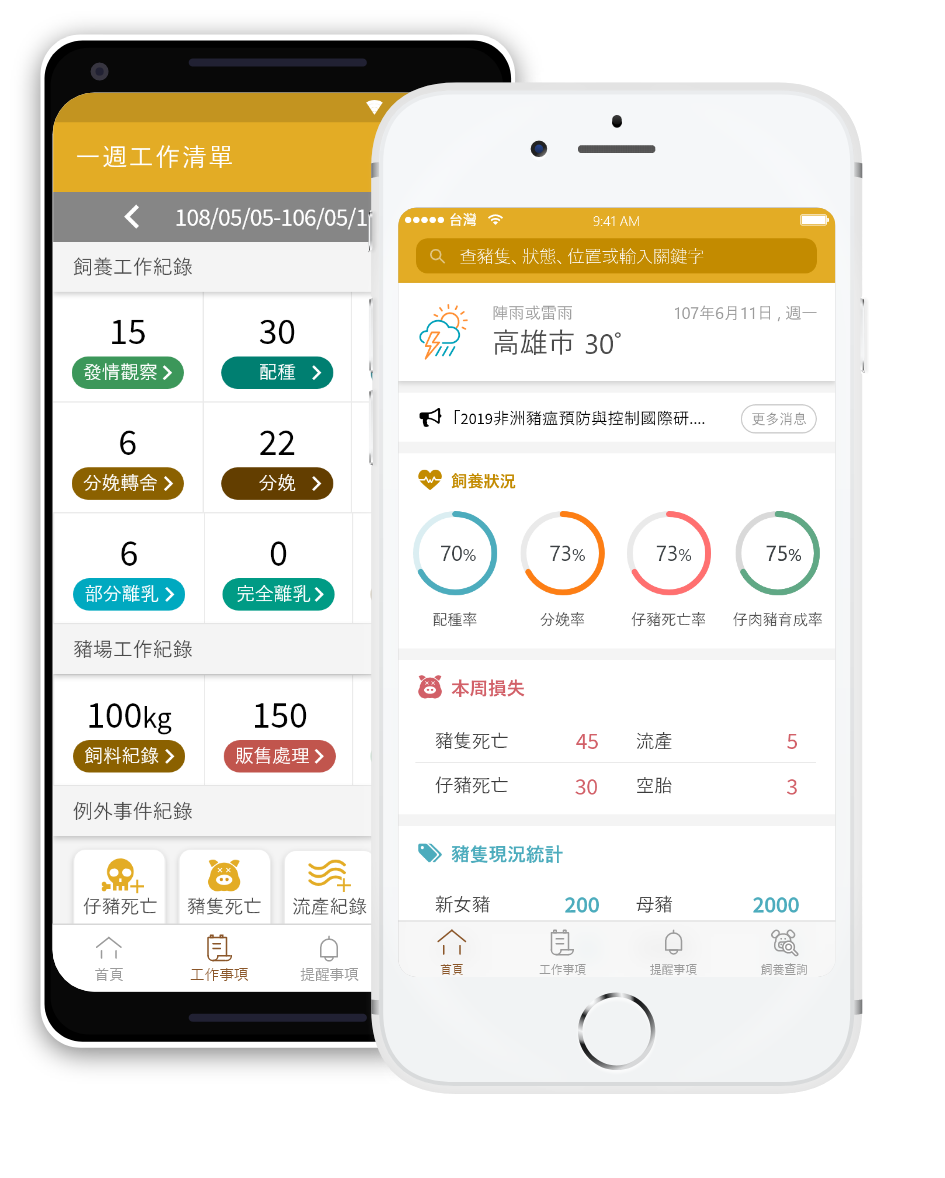 一週工作清單
108/05/05-106/05/1
飼養工作紀錄
15
30
發情觀察
配種
6
22
分娩轉舍
分娩
6
0
部分離乳
完全離乳
豬場工作紀錄
100kg
150
飼料紀錄
販售處理
例外事件紀錄
仔豬死亡
豬隻死亡
流產紀錄
首頁
工作事項
提醒事項
台灣
9:41 AM
查豬隻、狀態、位置或輸入關鍵字
陣雨或雷雨
107年6月11日 , 週一
高雄市 30°
「2019非洲豬瘟預防與控制國際研....
更多消息
飼養狀況
70%
73%
73%
75%
配種率
分娩率
仔豬死亡率
仔肉豬育成率
本周損失
豬隻死亡 45 流產 5
仔豬死亡 30 空胎 3
豬隻現況統計
新女豬 200 母豬 2000
首頁
工作事項
提醒事項
飼養查詢